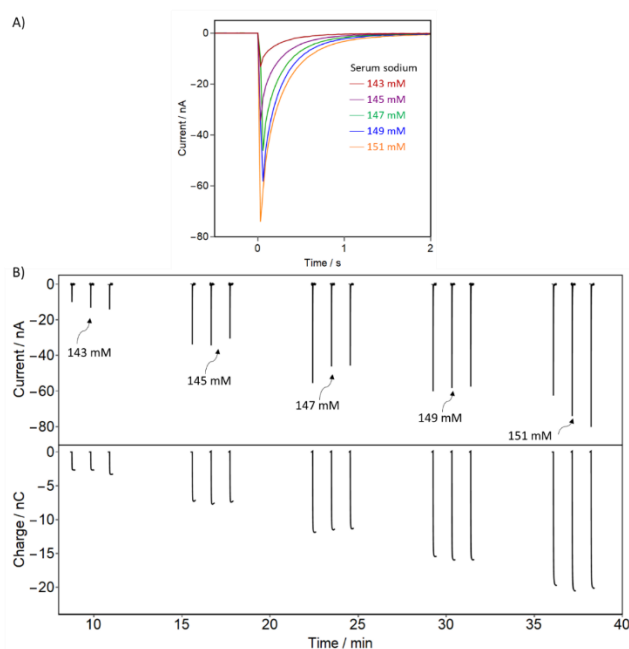 A)
0
−20
−40
−60
−80
Current / nA
Serum sodium
143 mM
145 mM
147 mM
149 mM
151 mM
0
1
2
Time / s
B)
0
−20
−40
−60
−80
Current / nA
143 mM
145 mM
147 mM
149 mM
151 mM
0
−5
−10
−15
−20
Charge / nC
10
15
20
25
30
35
40
Time / min